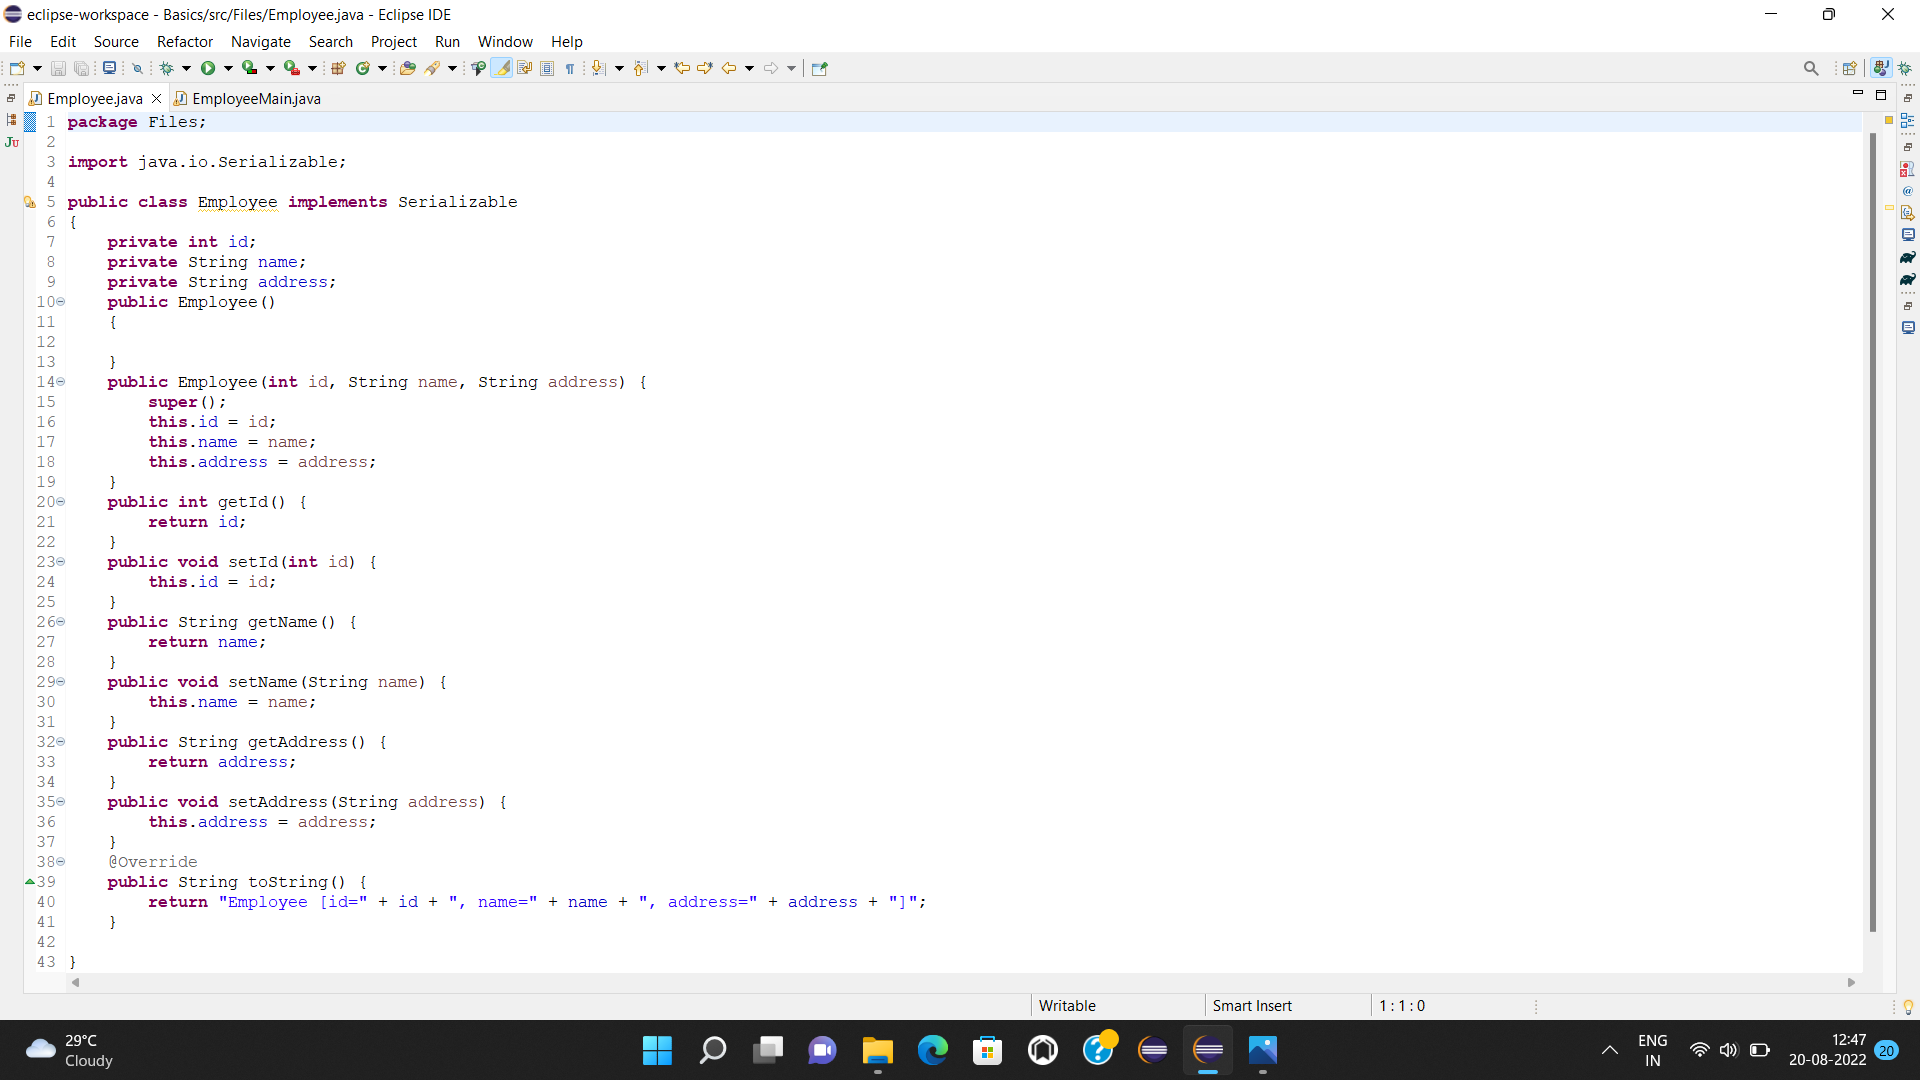 eclipse-workspace - Basics/src/Files/Employee.java - Eclipse IDE
File Edit Source Refactor Navigate Search Project Run Window Help
Employee.java EmployeeMain.java
1 package Files;
2
3 import java.io.Serializable;
4
5 public class Employee implements Serializable
6 {
7 private int id;
8 private String name;
9 private String address;
10 public Employee()
11 {
12
13 }
14 public Employee(int id, String name, String address) {
15 super();
16 this.id = id;
17 this.name = name;
18 this.address = address;
19 }
20 public int getId() {
21 return id;
22 }
23 public void setId(int id) {
24 this.id = id;
25 }
26 public String getName() {
27 return name;
28 }
29 public void setName(String name) {
30 this.name = name;
31 }
32 public String getAddress() {
33 return address;
34 }
35 public void setAddress(String address) {
36 this.address = address;
37 }
38 @Override
39 public String toString() {
40 return "Employee [id=" + id + ", name=" + name + ", address=" + address + "]";
41 }
42
43 }
Writable Smart Insert 1 : 1 : 0
29°C
Cloudy
ENG
IN
12:47
20-08-2022
20